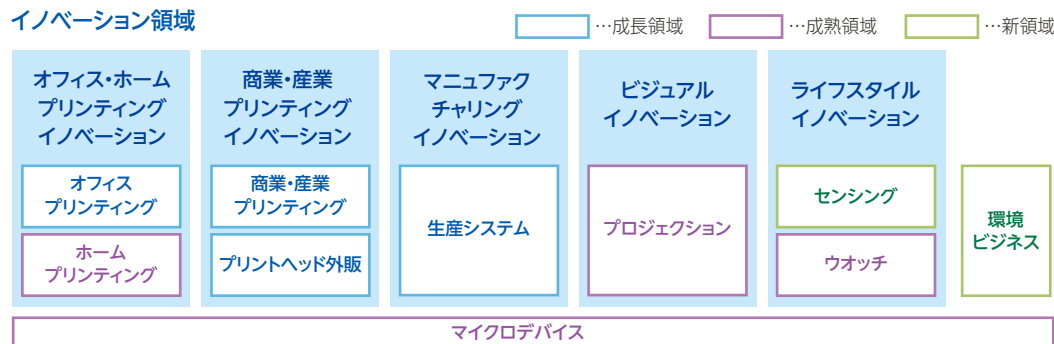 イノベーション領域
…成長領域
…成熟領域
…新領域
オフィス・ホーム
プリンティング
イノベーション
商業・産業
プリンティング
イノベーション
マニュファク
チャリング
イノベーション
ビジュアル
イノベーション
ライフスタイル
イノベーション
オフィス
プリンティング
ホーム
プリンティング
商業・産業
プリンティング
プリントヘッド外販
生産システム
プロジェクション
センシング
ウオッチ
環境
ビジネス
マイクロデバイス